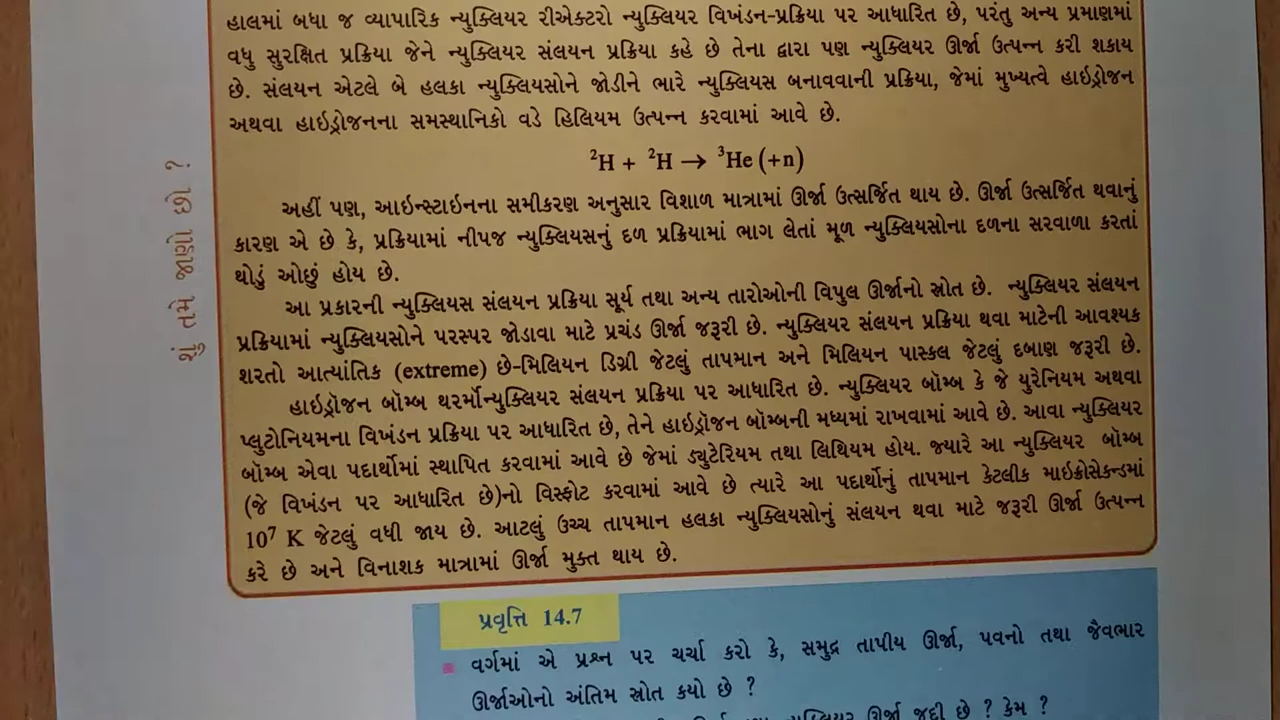 હાલમાં બધા જ વ્યાપારિક ન્યુક્લિયર રીએક્ટરો ન્યુક્લિયર વિખંડન-પ્રક્રિયા પર આધારિત છે, પરંતુ અન્ય પ્રમાણમાં
વધુ સુરક્ષિત પ્રક્રિયા જેને ન્યુક્લિયર સંલયન પ્રક્રિયા કહે છે તેના દ્વારા પણ ન્યુક્લિયર ઊર્જા ઉત્પન્ન કરી શકાય
છે. સંલયન એટલે બે હલકા ન્યુક્લિયસોને જોડીને ભારે ન્યુક્લિયસ બનાવવાની પ્રક્રિયા, જેમાં મુખ્યત્વે હાઇડ્રોજન
અથવા હાઇડ્રોજનના સમસ્થાનિકો વડે હિલિયમ ઉત્પન્ન કરવામાં આવે છે.
²H + ²H → ³He (+n)
અહીં પણ, આઇન્સ્ટાઇનના સમીકરણ અનુસાર વિશાળ માત્રામાં ઊર્જા ઉત્સર્જિત થાય છે. ઊર્જા ઉત્સર્જિત થવાનું
કારણ એ છે કે, પ્રક્રિયામાં નીપજ ન્યુક્લિયસનું દળ પ્રક્રિયામાં ભાગ લેતાં મૂળ ન્યુક્લિયસોના દળના સરવાળા કરતાં
થોડું ઓછું હોય છે.
આ પ્રકારની ન્યુક્લિયસ સંલયન પ્રક્રિયા સૂર્ય તથા અન્ય તારોઓની વિપુલ ઊર્જાનો સ્રોત છે. ન્યુક્લિયર સંલયન
પ્રક્રિયામાં ન્યુક્લિયસોને પરસ્પર જોડાવા માટે પ્રચંડ ઊર્જા જરૂરી છે. ન્યુક્લિયર સંલયન પ્રક્રિયા થવા માટેની આવશ્યક
શરતો આત્યાંતિક (extreme) છે-મિલિયન ડિગ્રી જેટલું તાપમાન અને મિલિયન પાસ્કલ જેટલું દબાણ જરૂરી છે.
હાઇડ્રૉજન બૉમ્બ થરમૉન્યુક્લિયર સંલયન પ્રક્રિયા પર આધારિત છે. ન્યુક્લિયર બૉમ્બ કે જે યુરેનિયમ અથવા
પ્લુટોનિયમના વિખંડન પ્રક્રિયા પર આધારિત છે, તેને હાઇડ્રૉજન બૉમ્બની મધ્યમાં રાખવામાં આવે છે. આવા ન્યુક્લિયર
બૉમ્બ એવા પદાર્થોમાં સ્થાપિત કરવામાં આવે છે જેમાં ડ્યુટેરિયમ તથા લિથિયમ હોય. જ્યારે આ ન્યુક્લિયર બૉમ્બ
(જે વિખંડન પર આધારિત છે)નો વિસ્ફોટ કરવામાં આવે છે ત્યારે આ પદાર્થોનું તાપમાન કેટલીક માઇક્રોસેકન્ડમાં
10⁷ K જેટલું વધી જાય છે. આટલું ઉચ્ચ તાપમાન હલકા ન્યુક્લિયસોનું સંલયન થવા માટે જરૂરી ઊર્જા ઉત્પન્ન
કરે છે અને વિનાશક માત્રામાં ઊર્જા મુક્ત થાય છે.
શું તમે જાણો છો ?
પ્રવૃત્તિ 14.7
વર્ગમાં એ પ્રશ્ન પર ચર્ચા કરો કે, સમુદ્ર તાપીય ઊર્જા, પવનો તથા જૈવભાર
ઊર્જાઓનો અંતિમ સ્રોત કયો છે ?
ન્યુક્લિયર ઊર્જા જુદી છે ? કેમ ?